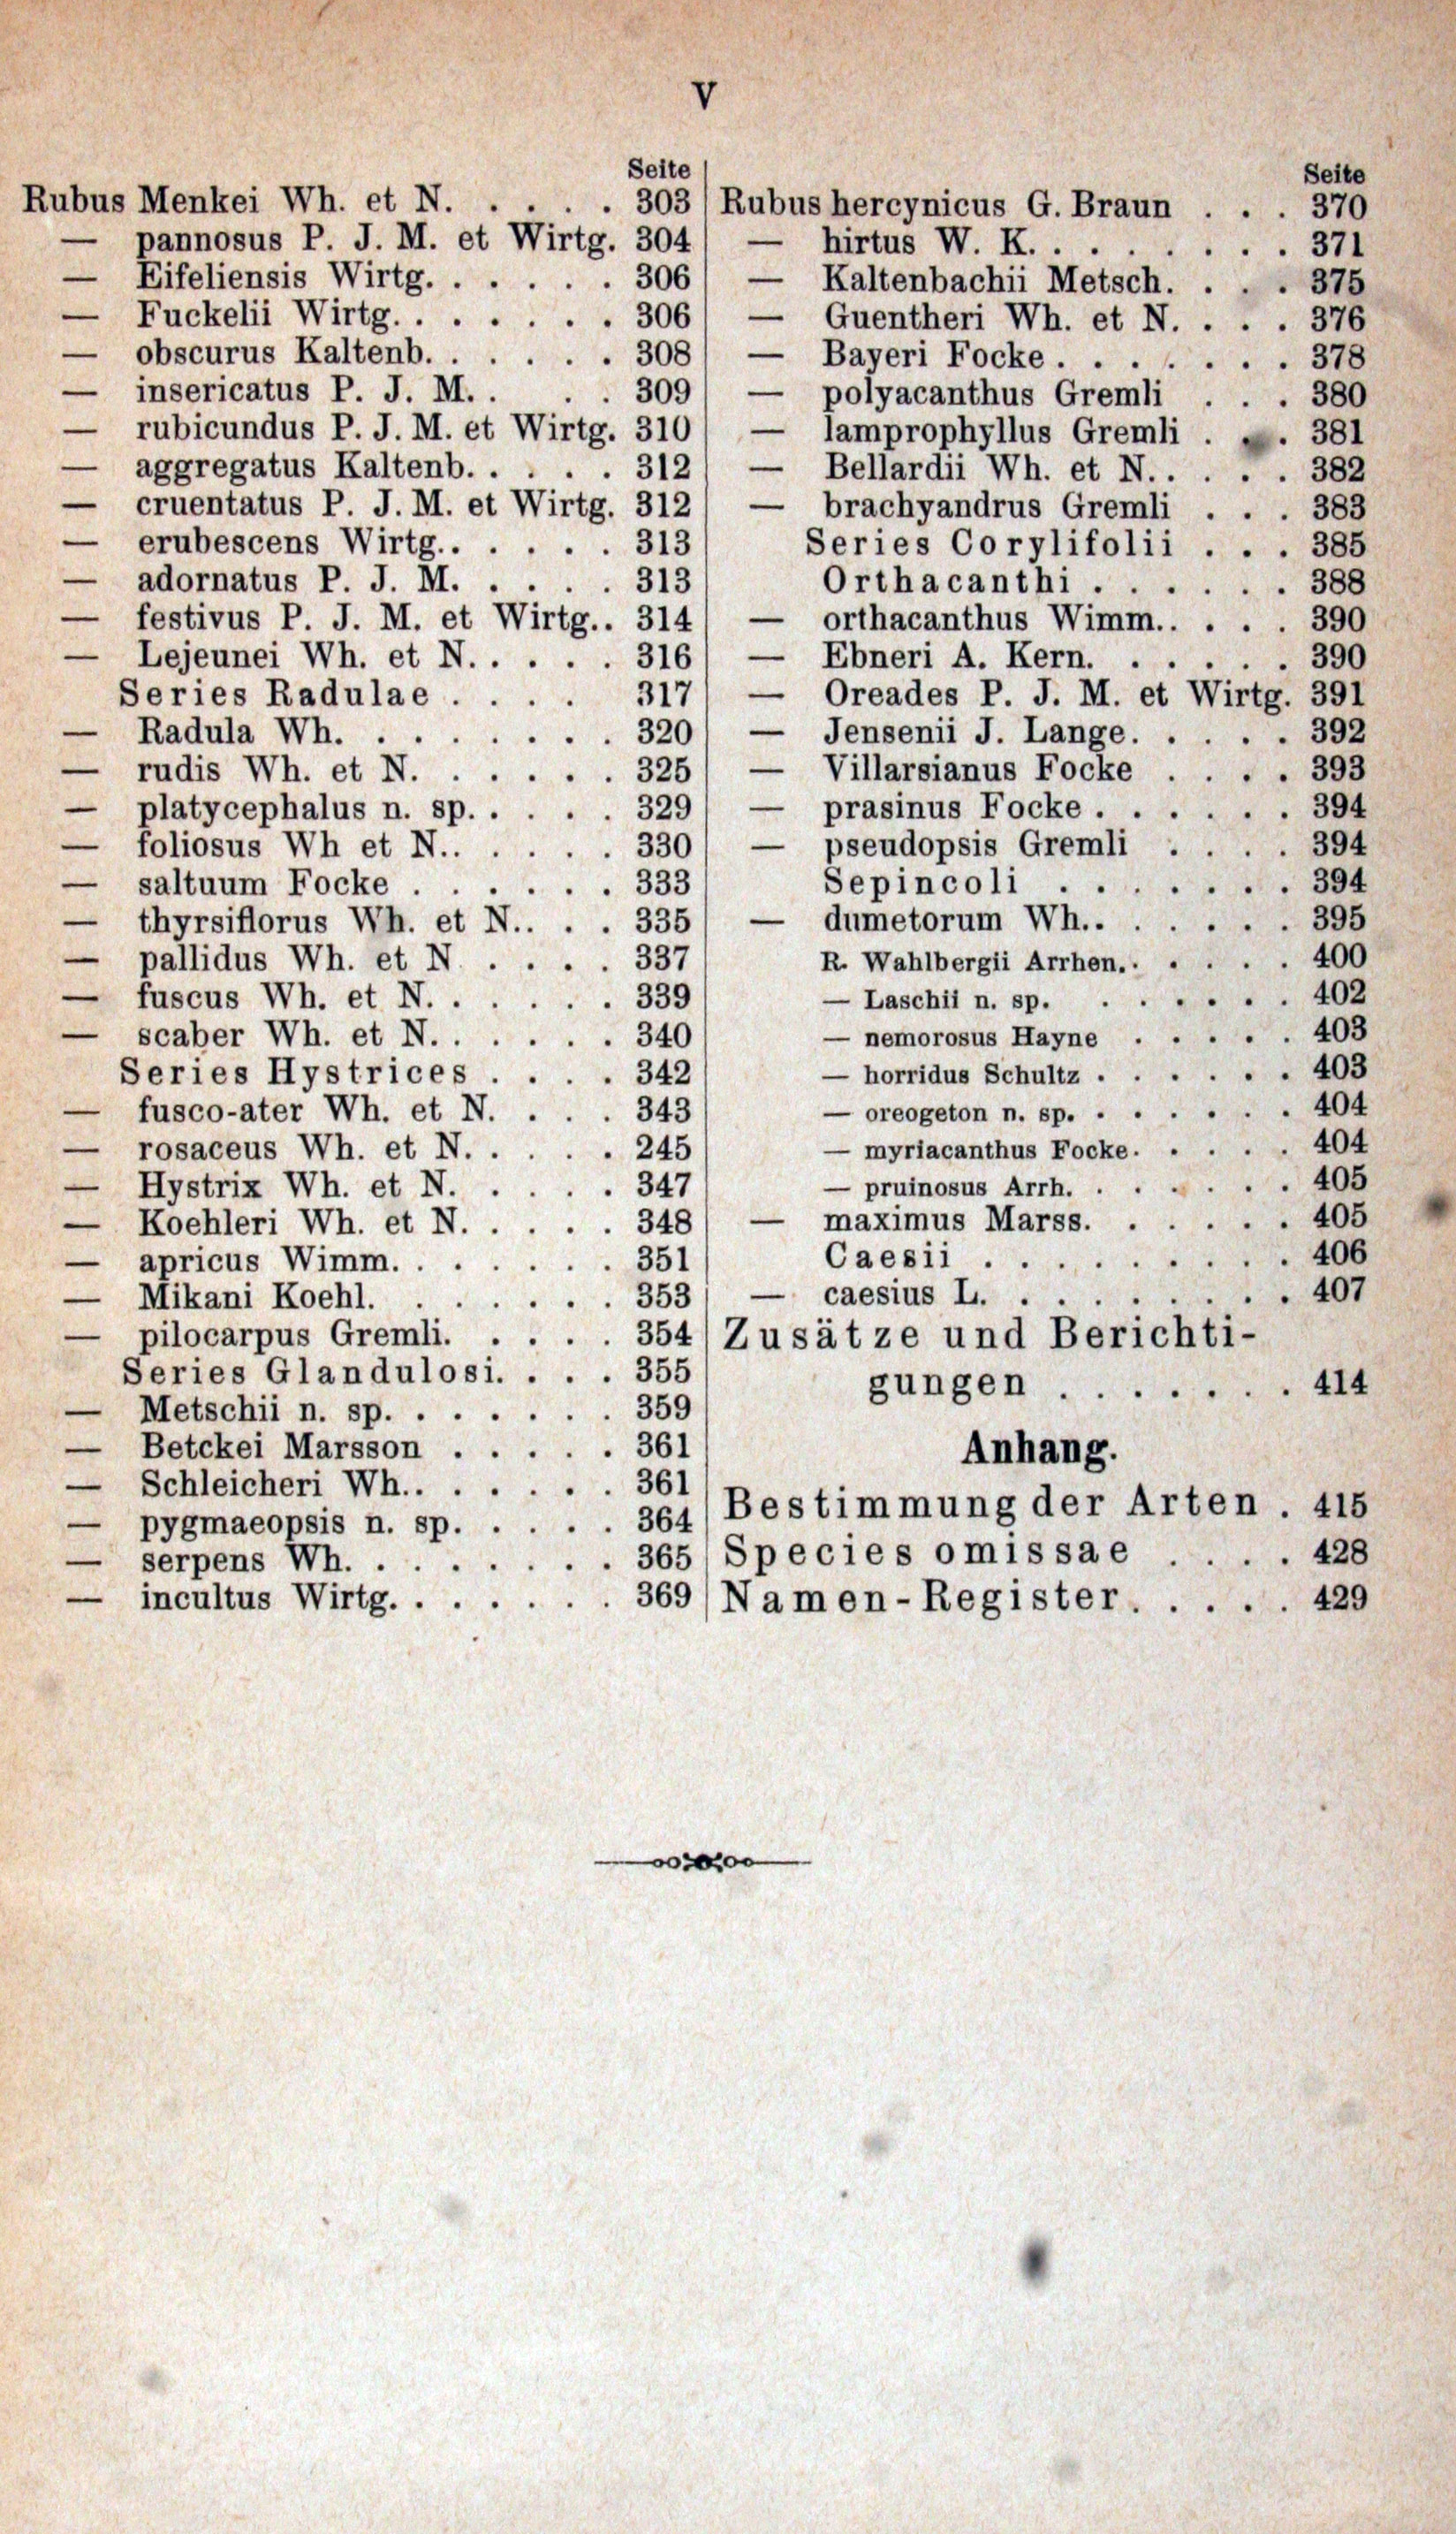 V
Seite
Rubus Menkei Wh. et N. . . . . . 303
— pannosus P. J. M. et Wirtg. 304
— Eifeliensis Wirtg. . . . . . . 306
— Fuckelii Wirtg. . . . . . . . 306
— obscurus Kaltenb. . . . . . . 308
— insericatus P. J. M. . . . 309
— rubicundus P. J. M. et Wirtg. 310
— aggregatus Kaltenb. . . . . . 312
— cruentatus P. J. M. et Wirtg. 312
— erubescens Wirtg. . . . . . . 313
— adornatus P. J. M. . . . . . 313
— festivus P. J. M. et Wirtg. . 314
— Lejeunei Wh. et N. . . . . . 316
Series Radulae . . . . 317
— Radula Wh. . . . . . . . . 320
— rudis Wh. et N. . . . . . . 325
— platycephalus n. sp. . . . . . 329
— foliosus Wh et N. . . . . . . 330
— saltuum Focke . . . . . . . 333
— thyrsiflorus Wh. et N. . . . 335
— pallidus Wh. et N . . . . . 337
— fuscus Wh. et N. . . . . . . 339
— scaber Wh. et N. . . . . . . 340
Series Hystrices . . . . 342
— fusco-ater Wh. et N. . . . . 343
— rosaceus Wh. et N. . . . . . 245
— Hystrix Wh. et N. . . . . . 347
— Koehleri Wh. et N. . . . . . 348
— apricus Wimm. . . . . . . . 351
— Mikani Koehl. . . . . . . . 353
— pilocarpus Gremli. . . . . . 354
Series Glandulosi. . . . . 355
— Metschii n. sp. . . . . . . . 359
— Betckei Marsson . . . . . . 361
— Schleicheri Wh. . . . . . . . 361
— pygmaeopsis n. sp. . . . . . 364
— serpens Wh. . . . . . . . . 365
— incultus Wirtg. . . . . . . . 369
Seite
Rubus hercynicus G. Braun . . . 370
— hirtus W. K. . . . . . . . . 371
— Kaltenbachii Metsch. . . . . 375
— Guentheri Wh. et N. . . . . 376
— Bayeri Focke . . . . . . . . 378
— polyacanthus Gremli . . . 380
— lamprophyllus Gremli . . . 381
— Bellardii Wh. et N. . . . . . 382
— brachyandrus Gremli . . . 383
Series Corylifolii . . . 385
Orthacanthi . . . . . . 388
— orthacanthus Wimm. . . . . 390
— Ebneri A. Kern. . . . . . . 390
— Oreades P. J. M. et Wirtg. 391
— Jensenii J. Lange. . . . . . 392
— Villarsianus Focke . . . . 393
— prasinus Focke . . . . . . . 394
— pseudopsis Gremli . . . . 394
Sepincoli . . . . . . . 394
— dumetorum Wh. . . . . . . . 395
R. Wahlbergii Arrhen. . . . . . . 400
— Laschii n. sp. . . . . . . . 402
— nemorosus Hayne . . . . . . 403
— horridus Schultz . . . . . . . 403
— oreogeton n. sp. . . . . . . . 404
— myriacanthus Focke. . . . . . 404
— pruinosus Arrh. . . . . . . . 405
— maximus Marss. . . . . . . 405
Caesii . . . . . . . . . 406
— caesius L. . . . . . . . . . 407
Zusätze und Berichti-
gungen . . . . . . . . 414
Anhang.
Bestimmung der Arten . 415
Species omissae . . . . 428
Namen-Register. . . . . . 429